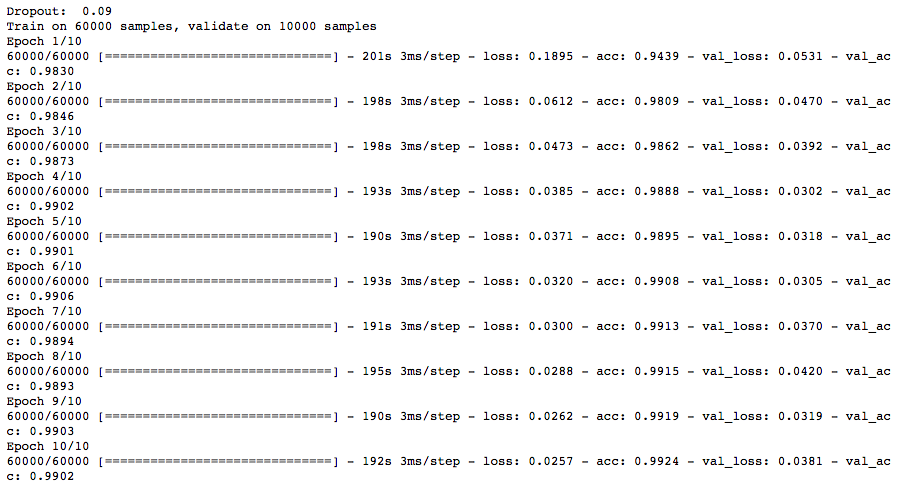 Dropout:  0.09
Train on 60000 samples, validate on 10000 samples
Epoch 1/10
60000/60000 [==============================] - 201s 3ms/step - loss: 0.1895 - acc: 0.9439 - val_loss: 0.0531 - val_ac
c: 0.9830
Epoch 2/10
60000/60000 [==============================] - 198s 3ms/step - loss: 0.0612 - acc: 0.9809 - val_loss: 0.0470 - val_ac
c: 0.9846
Epoch 3/10
60000/60000 [==============================] - 198s 3ms/step - loss: 0.0473 - acc: 0.9862 - val_loss: 0.0392 - val_ac
c: 0.9873
Epoch 4/10
60000/60000 [==============================] - 193s 3ms/step - loss: 0.0385 - acc: 0.9888 - val_loss: 0.0302 - val_ac
c: 0.9902
Epoch 5/10
60000/60000 [==============================] - 190s 3ms/step - loss: 0.0371 - acc: 0.9895 - val_loss: 0.0318 - val_ac
c: 0.9901
Epoch 6/10
60000/60000 [==============================] - 193s 3ms/step - loss: 0.0320 - acc: 0.9908 - val_loss: 0.0305 - val_ac
c: 0.9906
Epoch 7/10
60000/60000 [==============================] - 191s 3ms/step - loss: 0.0300 - acc: 0.9913 - val_loss: 0.0370 - val_ac
c: 0.9894
Epoch 8/10
60000/60000 [==============================] - 195s 3ms/step - loss: 0.0288 - acc: 0.9915 - val_loss: 0.0420 - val_ac
c: 0.9893
Epoch 9/10
60000/60000 [==============================] - 190s 3ms/step - loss: 0.0262 - acc: 0.9919 - val_loss: 0.0319 - val_ac
c: 0.9903
Epoch 10/10
60000/60000 [==============================] - 192s 3ms/step - loss: 0.0257 - acc: 0.9924 - val_loss: 0.0381 - val_ac
c: 0.9902